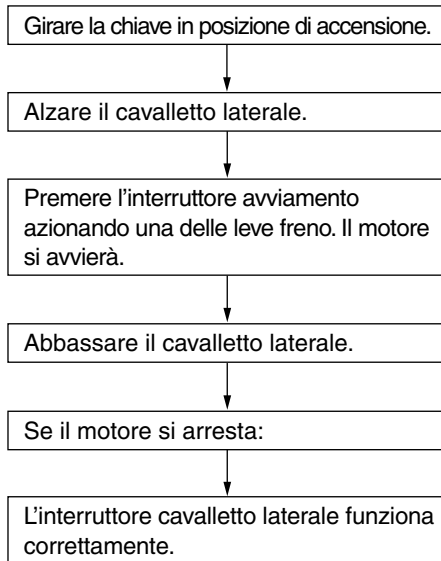 Girare la chiave in posizione di accensione.
Alzare il cavalletto laterale.
Premere l'interruttore avviamento
azionando una delle leve freno. Il motore
si avvierà.
Abbassare il cavalletto laterale.
Se il motore si arresta:
L'interruttore cavalletto laterale funziona
correttamente.